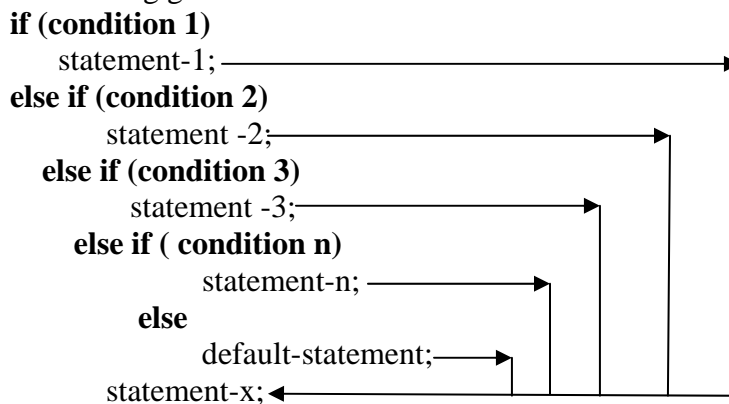 if (condition 1)
statement-1;
else if (condition 2)
statement -2;
else if (condition 3)
statement -3;
else if ( condition n)
statement-n;
else
default-statement;
statement-x;